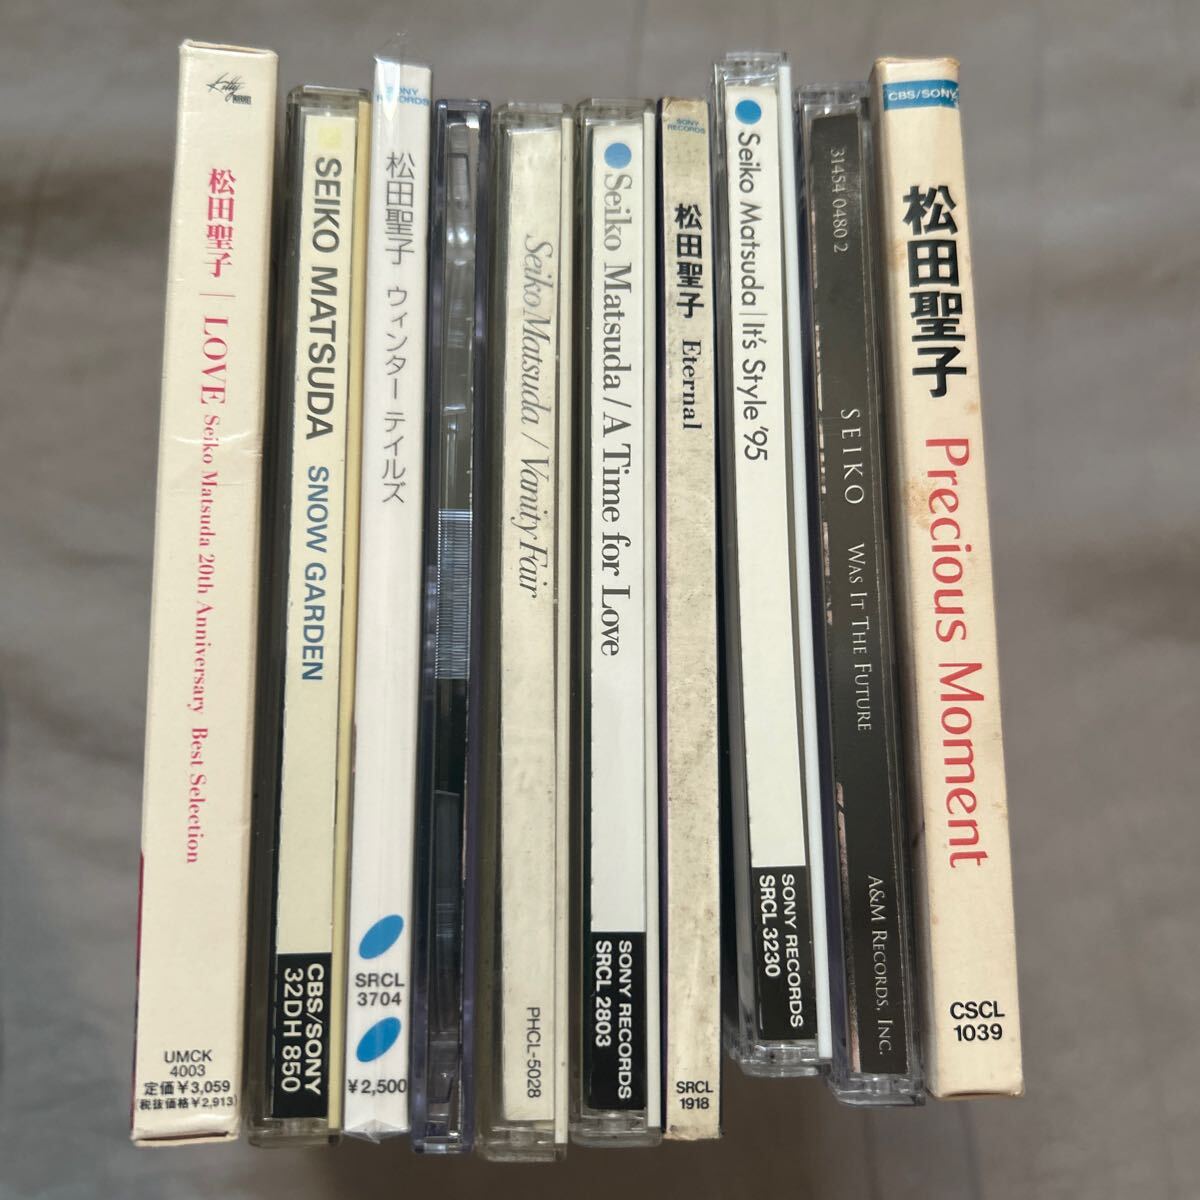 Kitty
松田聖子 | LOVE Seiko Matsuda 20th Anniversary Best Selection
UMCK
4003
定価¥3,059
(税抜価格¥2,913)
SEIKO MATSUDA SNOW GARDEN
CBS/SONY
32DH 850
SONY
RECORDS
松田聖子 ウィンター テイルズ
SRCL
3704
¥2,500
Seiko Matsuda / Vanity Fair
PHCL-5028
Seiko Matsuda / A Time for Love
SONY RECORDS
SRCL 2803
SONY
RECORDS
松田聖子 Eternal
SRCL
1918
Seiko Matsuda | It's Style '95
SONY RECORDS
SRCL 3230
31454 0480 2
SEIKO WAS IT THE FUTURE
A&M RECORDS, INC.
CBS/SONY
松田聖子 Precious Moment
CSCL
1039